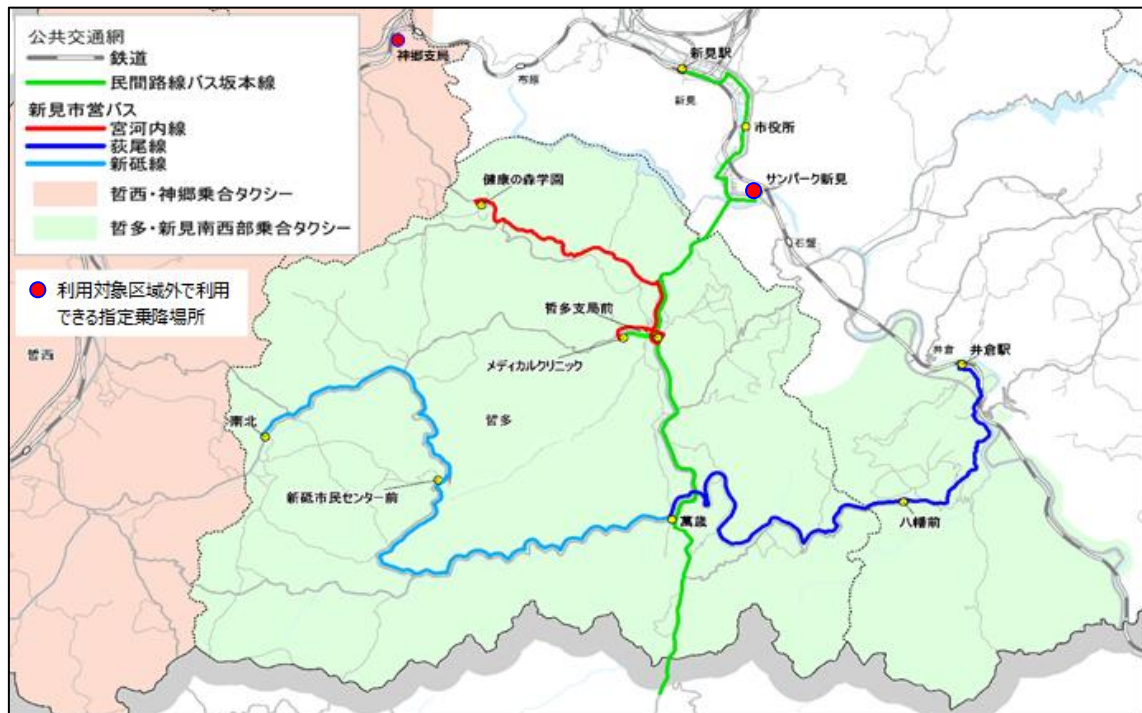 公共交通網
鉄道
民間路線バス坂本線
新見市営バス
宮河内線
荻尾線
新砥線
哲西・神郷乗合タクシー
哲多・新見南西部乗合タクシー
利用対象区域外で利用
できる指定乗降場所
神郷支局
布原
新見駅
新見
市役所
サンパーク新見
石蟹
健康の森学園
哲多支局前
メディカルクリニック
井倉
井倉駅
哲西
南北
哲多
新砥市民センター前
萬歳
八幡前